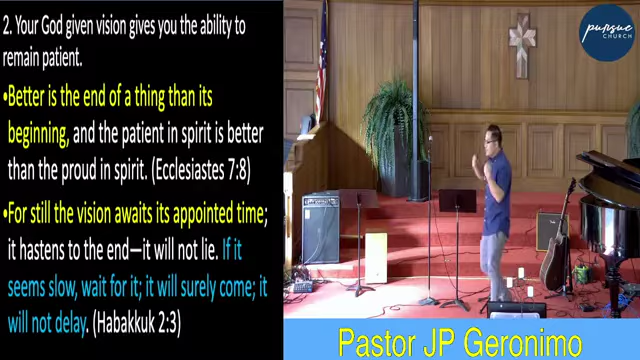 2. Your God given vision gives you the ability to
remain patient.
•Better is the end of a thing than its
beginning, and the patient in spirit is better
than the proud in spirit. (Ecclesiastes 7:8)
•For still the vision awaits its appointed time;
it hastens to the end—it will not lie. If it
seems slow, wait for it; it will surely come; it
will not delay. (Habakkuk 2:3)
pursue
CHURCH
Pastor JP Geronimo